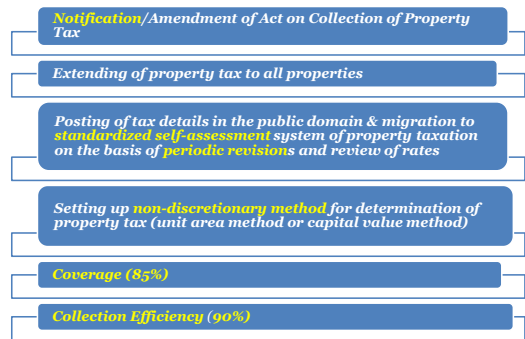 Notification/Amendment of Act on Collection of Property
Tax
Extending of property tax to all properties
Posting of tax details in the public domain & migration to
standardized self-assessment system of property taxation
on the basis of periodic revisions and review of rates
Setting up non-discretionary method for determination of
property tax (unit area method or capital value method)
Coverage (85%)
Collection Efficiency (90%)